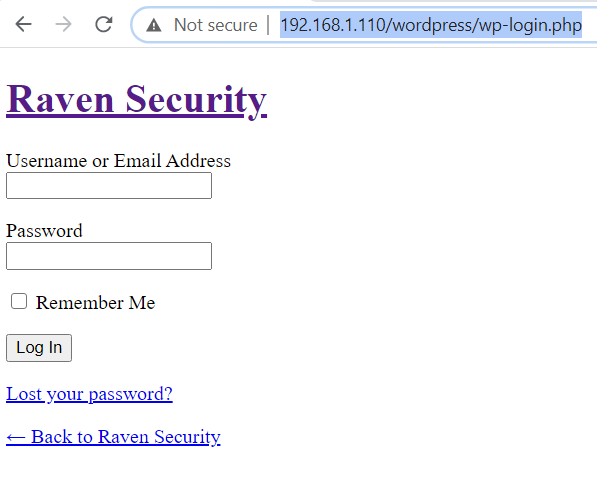 Not secure | 192.168.1.110/wordpress/wp-login.php
Raven Security
Username or Email Address
Password
Remember Me
Log In
Lost your password?
← Back to Raven Security